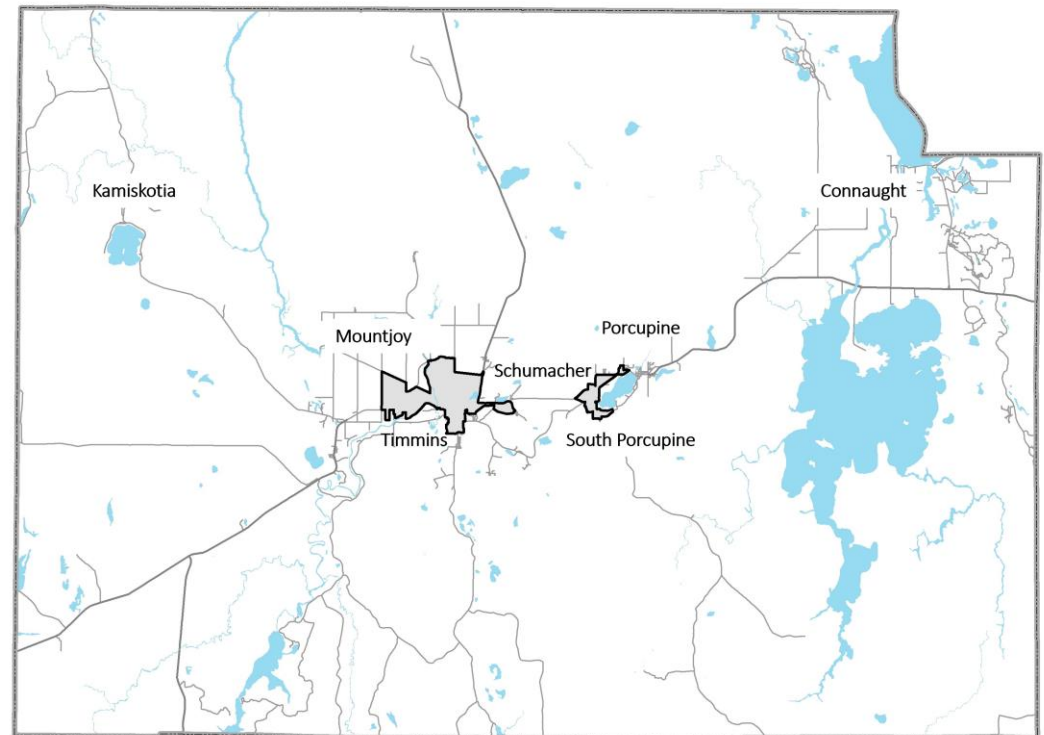 Kamiskotia
Connaught
Porcupine
Mountjoy
Schumacher
Timmins
South Porcupine